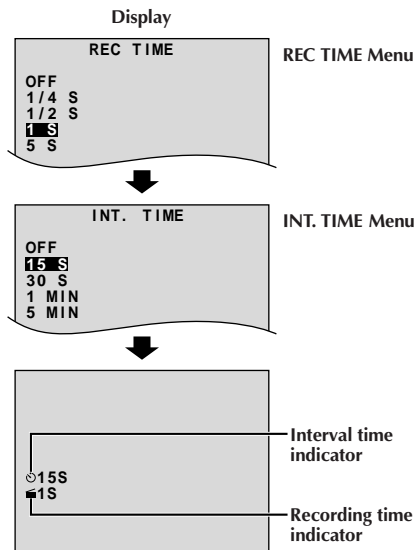 Display
REC TIME
REC TIME Menu
OFF
1/4 S
1/2 S
1 S
5 S
INT. TIME
INT. TIME Menu
OFF
15 S
30 S
1 MIN
5 MIN
15S
1S
Interval time
indicator
Recording time
indicator